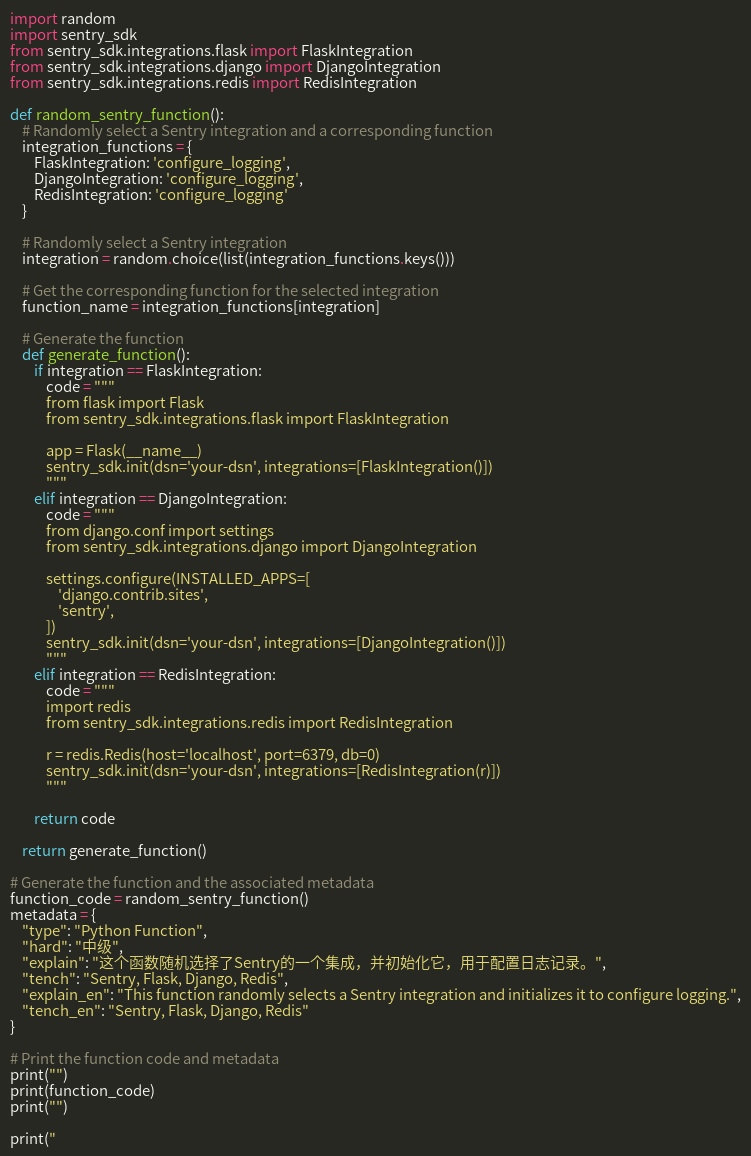 import random
import sentry_sdk
from sentry_sdk.integrations.flask import FlaskIntegration
from sentry_sdk.integrations.django import DjangoIntegration
from sentry_sdk.integrations.redis import RedisIntegration

def random_sentry_function():
    # Randomly select a Sentry integration and a corresponding function
    integration_functions = {
        FlaskIntegration: 'configure_logging',
        DjangoIntegration: 'configure_logging',
        RedisIntegration: 'configure_logging'
    }

    # Randomly select a Sentry integration
    integration = random.choice(list(integration_functions.keys()))

    # Get the corresponding function for the selected integration
    function_name = integration_functions[integration]

    # Generate the function
    def generate_function():
        if integration == FlaskIntegration:
            code = """
            from flask import Flask
            from sentry_sdk.integrations.flask import FlaskIntegration

            app = Flask(__name__)
            sentry_sdk.init(dsn='your-dsn', integrations=[FlaskIntegration()])
            """
        elif integration == DjangoIntegration:
            code = """
            from django.conf import settings
            from sentry_sdk.integrations.django import DjangoIntegration

            settings.configure(INSTALLED_APPS=[
                'django.contrib.sites',
                'sentry',
            ])
            sentry_sdk.init(dsn='your-dsn', integrations=[DjangoIntegration()])
            """
        elif integration == RedisIntegration:
            code = """
            import redis
            from sentry_sdk.integrations.redis import RedisIntegration

            r = redis.Redis(host='localhost', port=6379, db=0)
            sentry_sdk.init(dsn='your-dsn', integrations=[RedisIntegration(r)])
            """

        return code

    return generate_function()

# Generate the function and the associated metadata
function_code = random_sentry_function()
metadata = {
    "type": "Python Function",
    "hard": "中级",
    "explain": "这个函数随机选择了Sentry的一个集成，并初始化它，用于配置日志记录。",
    "tench": "Sentry, Flask, Django, Redis",
    "explain_en": "This function randomly selects a Sentry integration and initializes it to configure logging.",
    "tench_en": "Sentry, Flask, Django, Redis"
}

# Print the function code and metadata
print("")
print(function_code)
print("")

print("